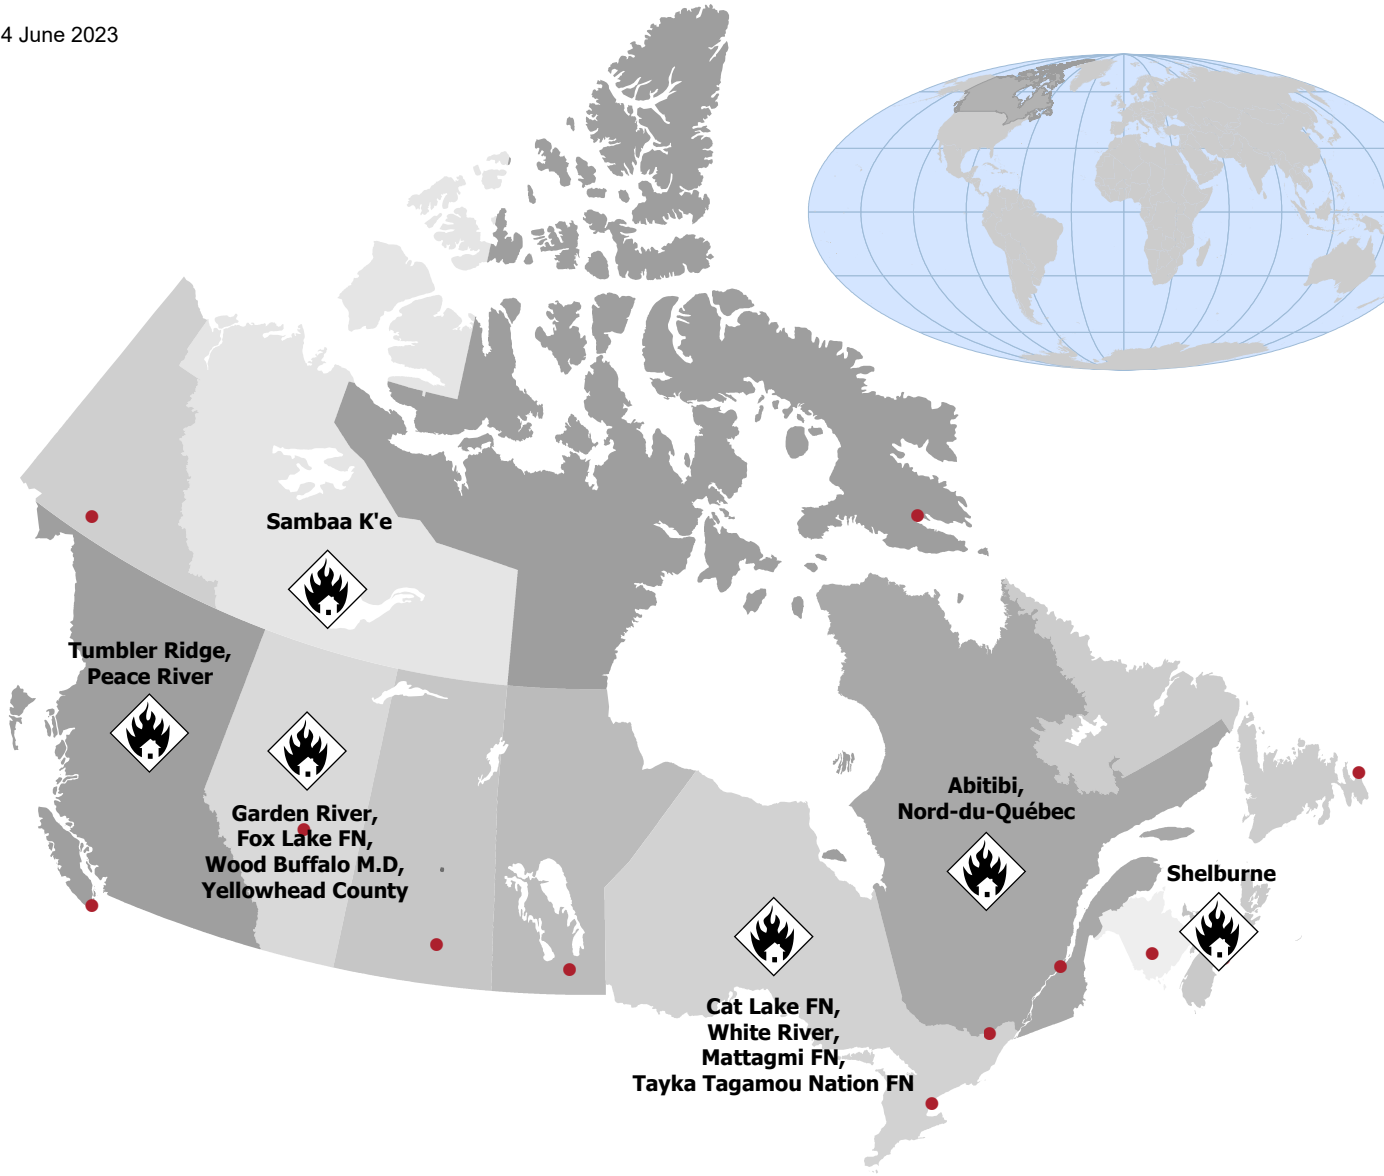 4 June 2023
Sambaa K'e
Tumbler Ridge,
Peace River
Garden River,
Fox Lake FN,
Wood Buffalo M.D,
Yellowhead County
Abitibi,
Nord-du-Québec
Shelburne
Cat Lake FN,
White River,
Mattagmi FN,
Tayka Tagamou Nation FN